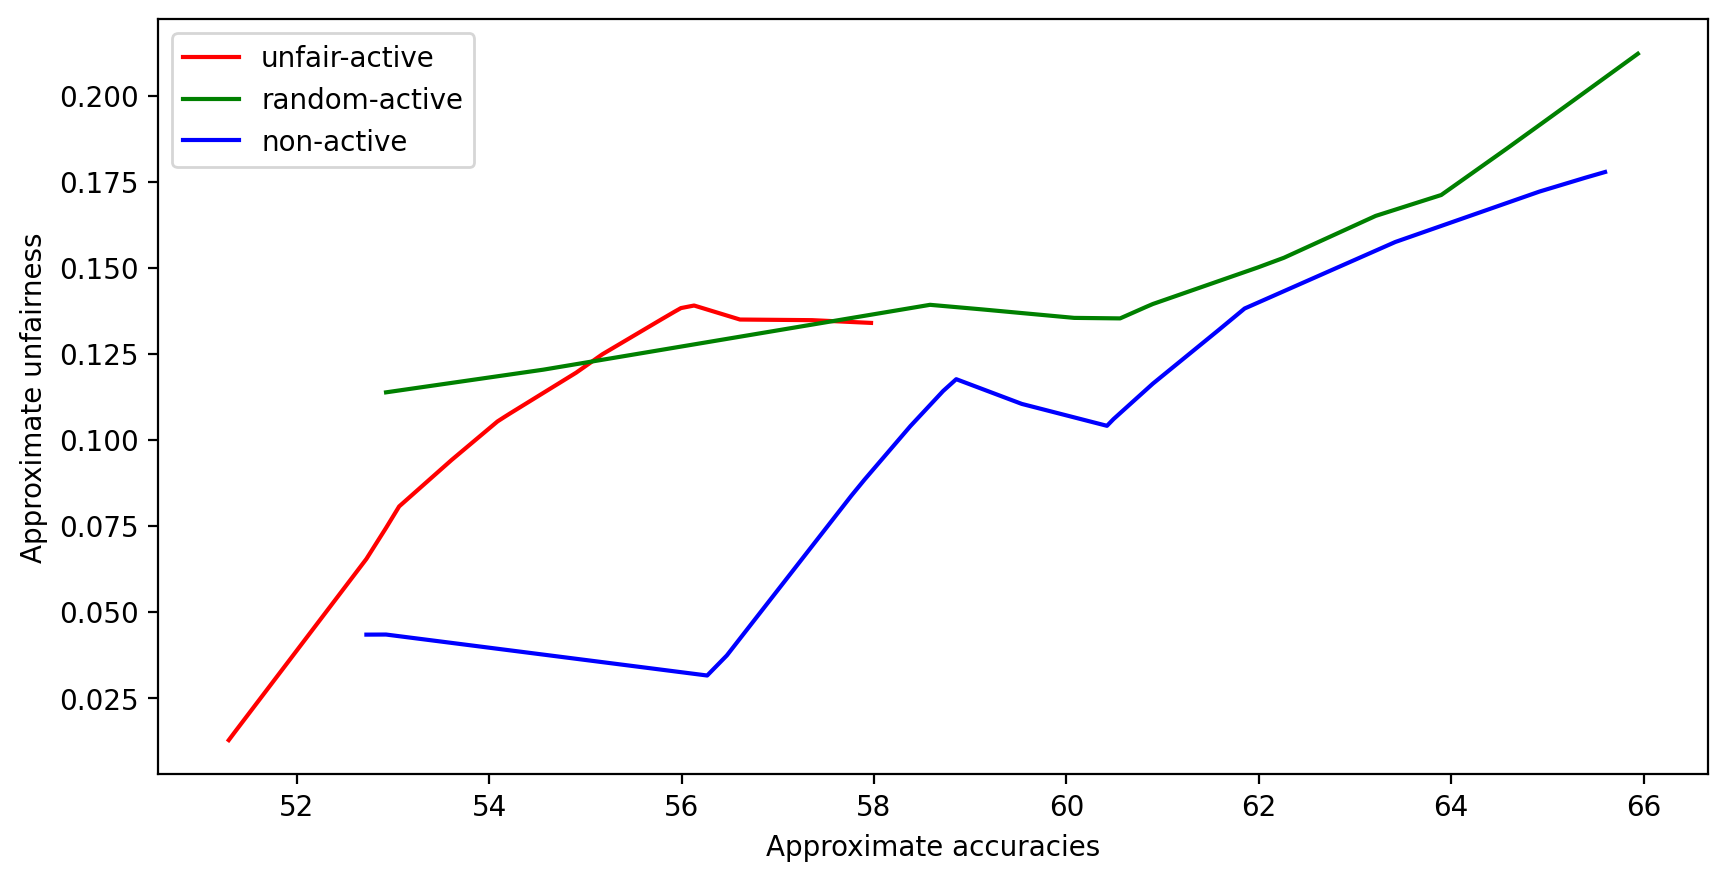 unfair-active
random-active
non-active
0.200
0.175
0.150
0.125
0.100
0.075
0.050
0.025
Approximate unfairness
52 54 56 58 60 62 64 66
Approximate accuracies